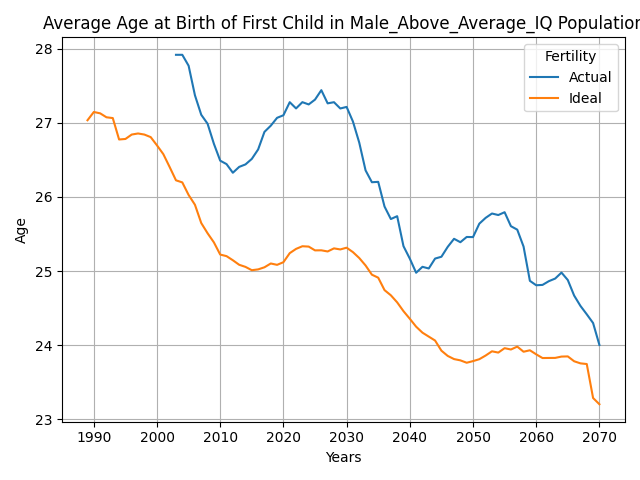 Average Age at Birth of First Child in Male_Above_Average_IQ Population
28
27
26
25
24
23
Age
Fertility
Actual
Ideal
1990 2000 2010 2020 2030 2040 2050 2060 2070
Years